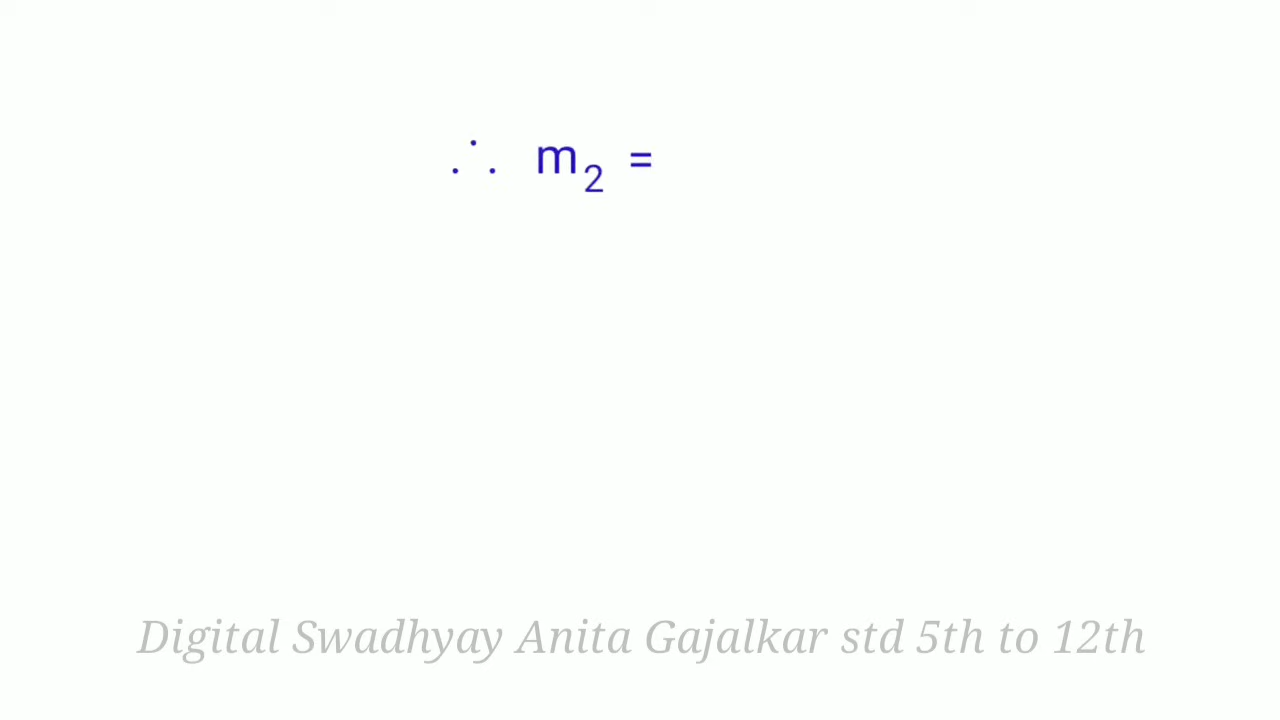 ∴ m₂ =
Digital Swadhyay Anita Gajalkar std 5th to 12th